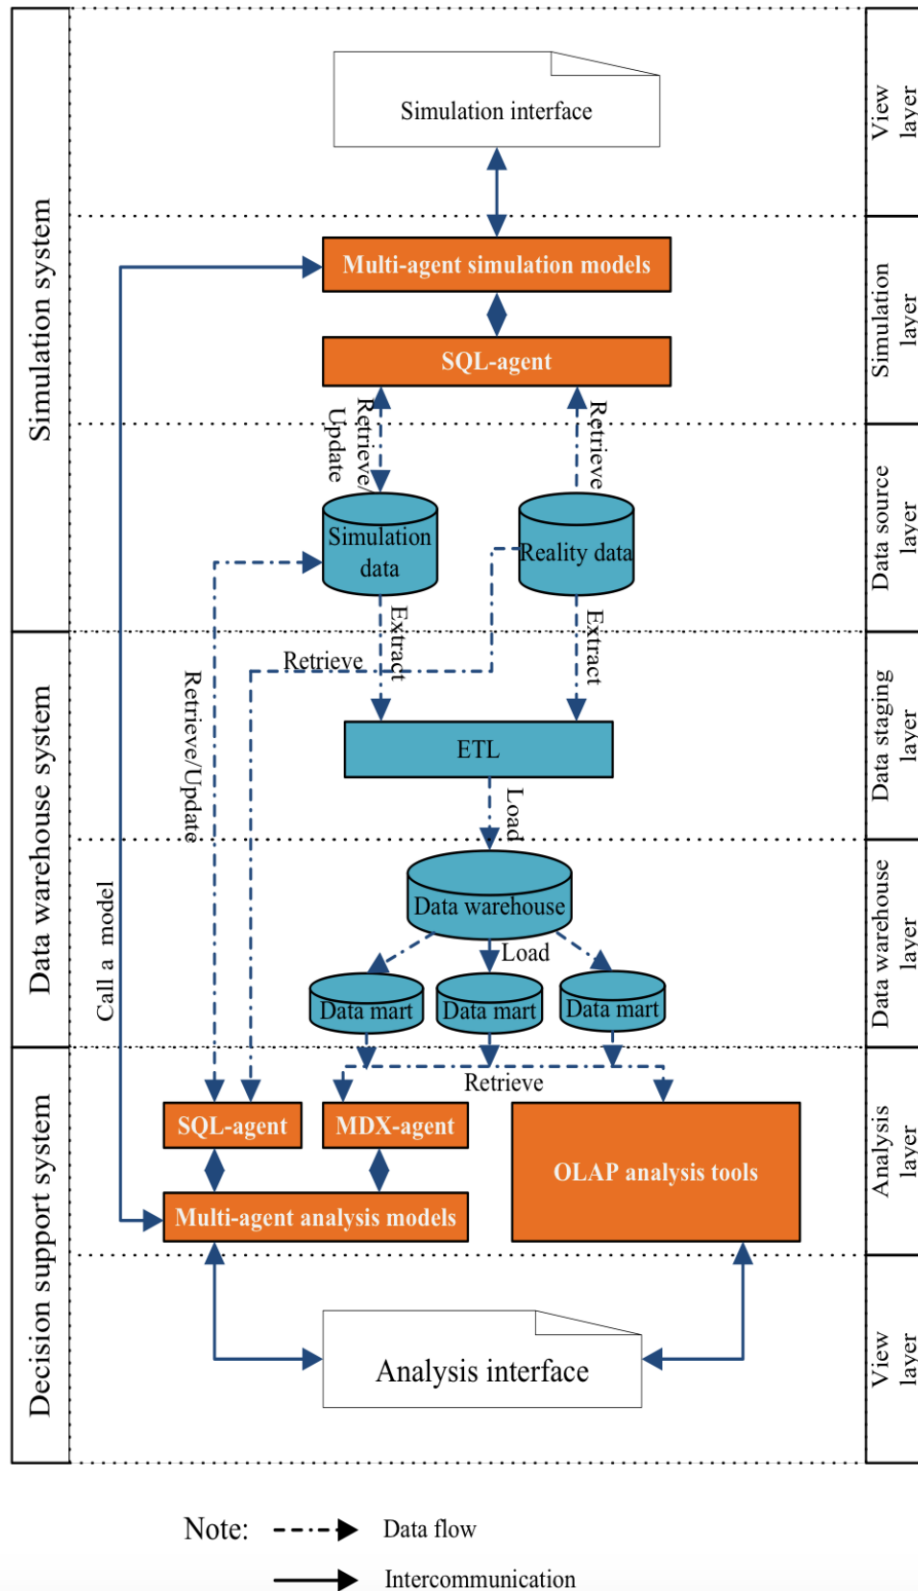 Simulation system
Data warehouse system
Decision support system
View
layer
Simulation
layer
Data source
layer
Data staging
layer
Data warehouse
layer
Analysis
layer
View
layer
Simulation interface
Multi-agent simulation models
SQL-agent
Retrieve/
Update
Retrieve
Simulation
data
Reality data
Extract
Extract
Retrieve
Retrieve/Update
Call a model
ETL
Load
Data warehouse
Load
Data mart
Data mart
Data mart
Retrieve
SQL-agent
MDX-agent
OLAP analysis tools
Multi-agent analysis models
Analysis interface
Note:
Data flow
Intercommunication